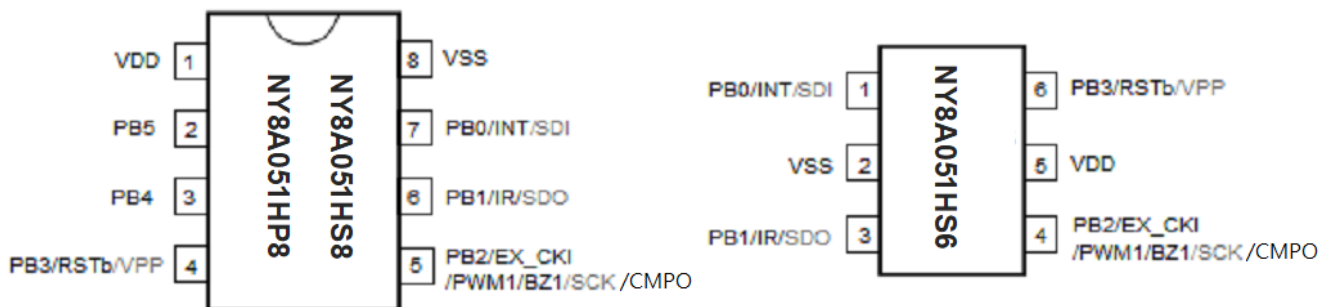 VDD 1
8 VSS
PB5 2
7 PB0/INT/SDI
PB4 3
6 PB1/IR/SDO
PB3/RSTb/VPP 4
5 PB2/EX_CKI
/PWM1/BZ1/SCK/CMPO
NY8A051HP8
NY8A051HS8
PB0/INT/SDI 1
6 PB3/RSTb/VPP
VSS 2
5 VDD
PB1/IR/SDO 3
4 PB2/EX_CKI
/PWM1/BZ1/SCK/CMPO
NY8A051HS6